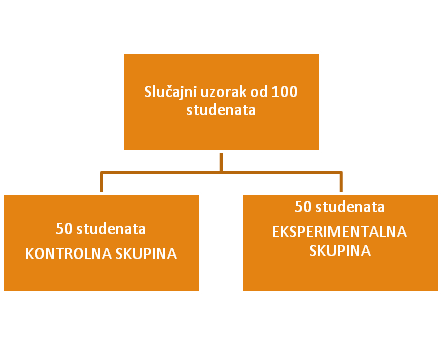 Slučajni uzorak od 100
studenata
50 studenata
KONTROLNA SKUPINA
50 studenata
EKSPERIMENTALNA
SKUPINA